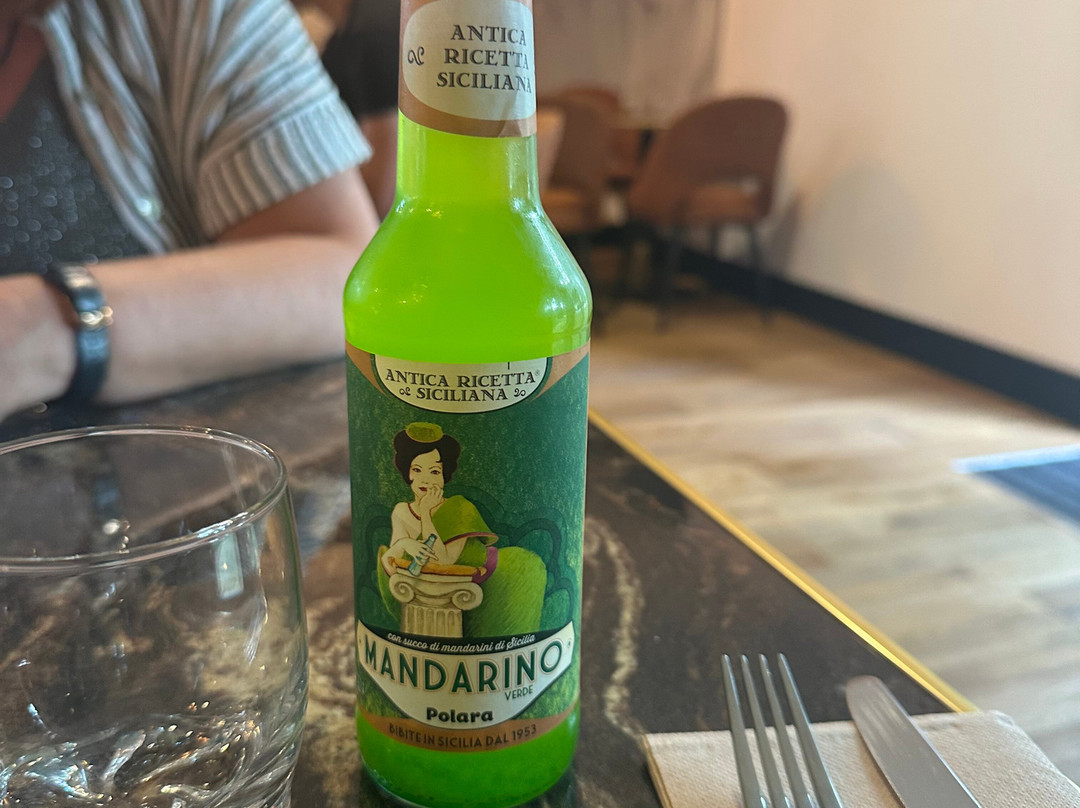 ANTICA
RICETTA
SICILIANA
ANTICA RICETTA®
SICILIANA
con succo di mandarini di Sicilia
MANDARINO
VERDE
Polara
BIBITE IN SICILIA DAL 1953